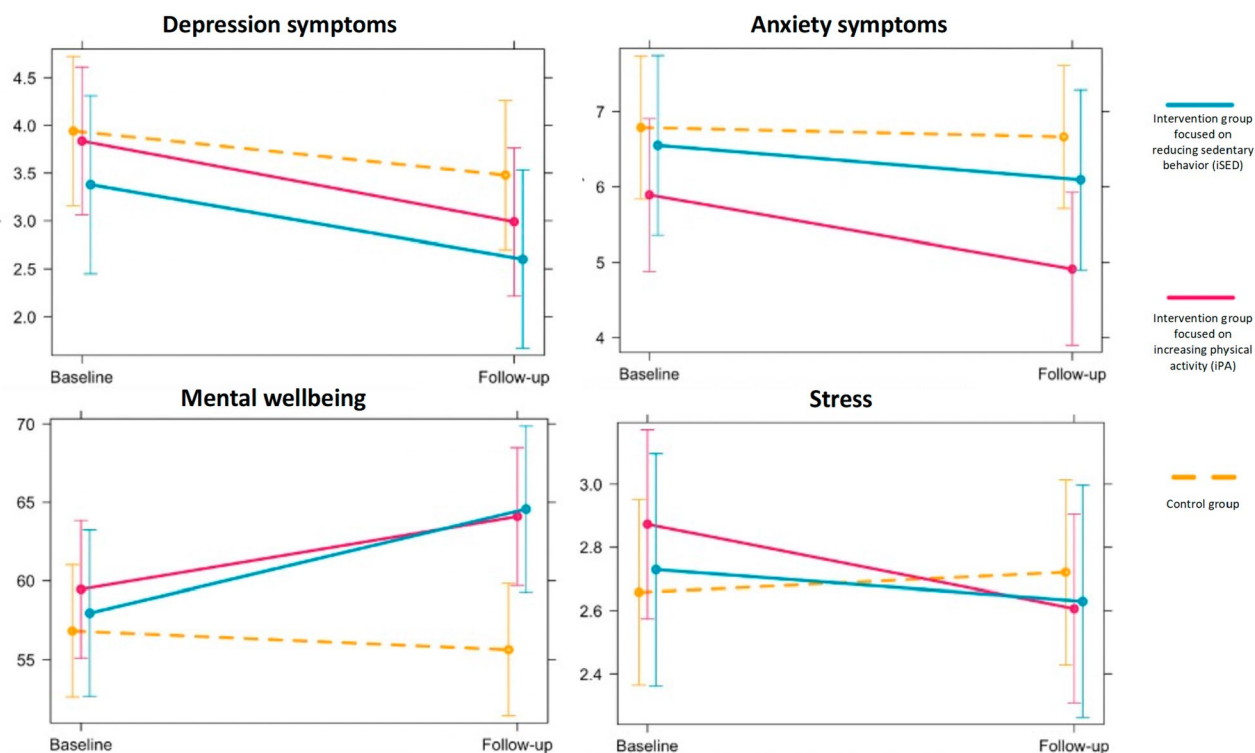 Depression symptoms
4.5
4.0
3.5
3.0
2.5
2.0
Baseline
Follow-up
Anxiety symptoms
7
6
5
4
Baseline
Follow-up
Mental wellbeing
70
65
60
55
Baseline
Follow-up
Stress
3.0
2.8
2.6
2.4
Baseline
Follow-up
Intervention group
focused on
reducing sedentary
behavior (iSED)
Intervention group
focused on
increasing physical
activity (iPA)
Control group